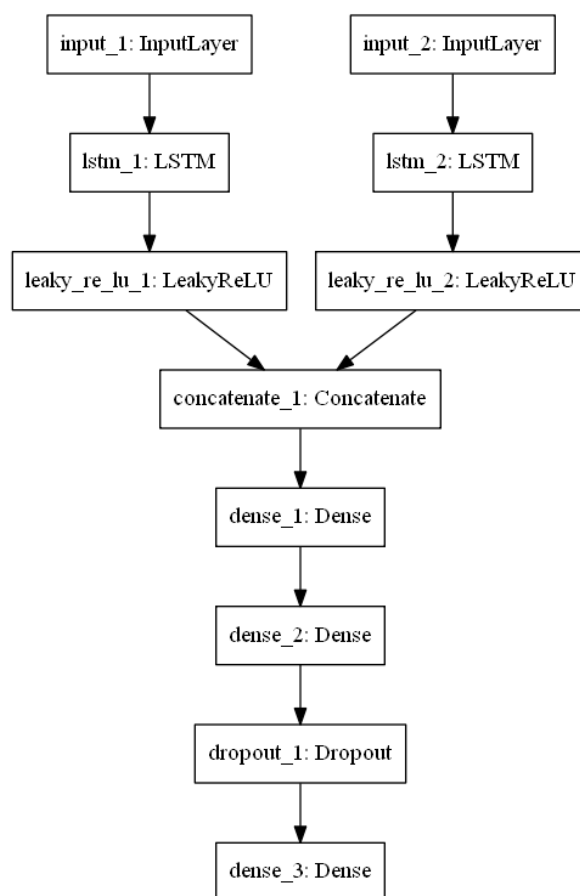 input_1: InputLayer
input_2: InputLayer
lstm_1: LSTM
lstm_2: LSTM
leaky_re_lu_1: LeakyReLU
leaky_re_lu_2: LeakyReLU
concatenate_1: Concatenate
dense_1: Dense
dense_2: Dense
dropout_1: Dropout
dense_3: Dense